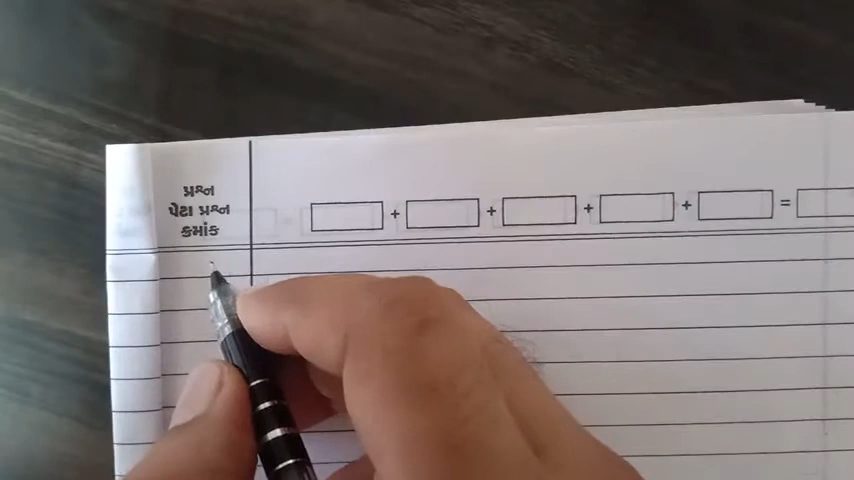 પ્રશ્ન
પેટા પ્રશ્ન
ક્રમાંક
+ + + + =